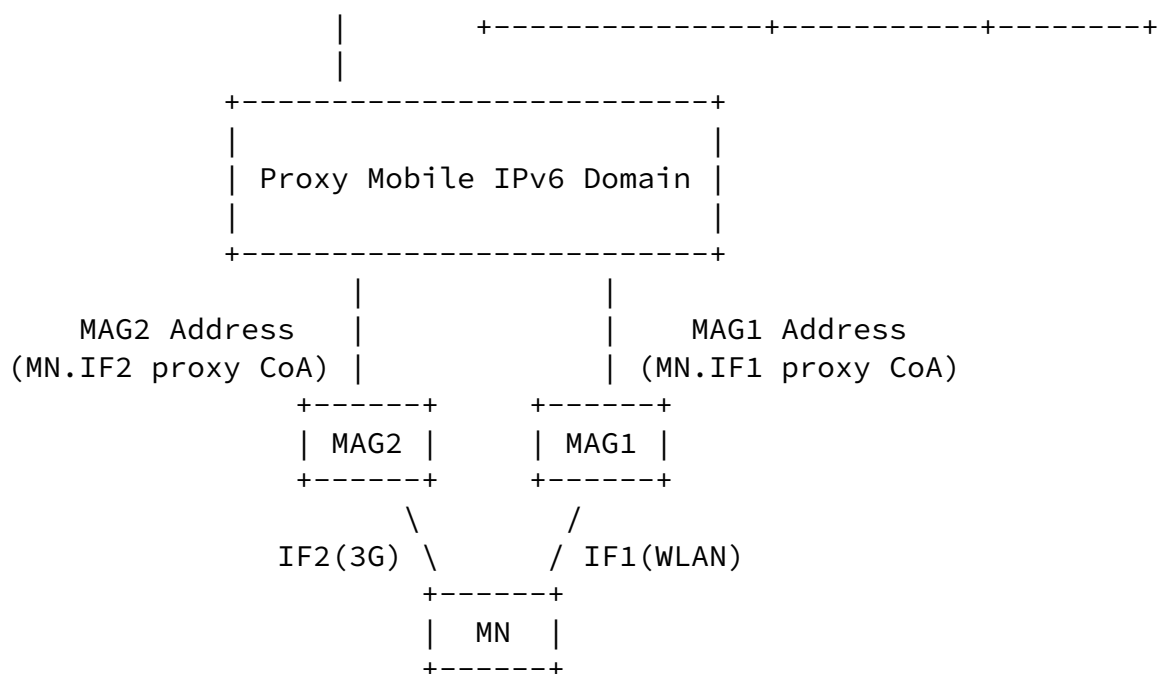 Proxy Mobile IPv6 Domain
MAG2 Address MAG1 Address
(MN.IF2 proxy CoA) (MN.IF1 proxy CoA)
MAG2 MAG1
IF2(3G) IF1(WLAN)
MN